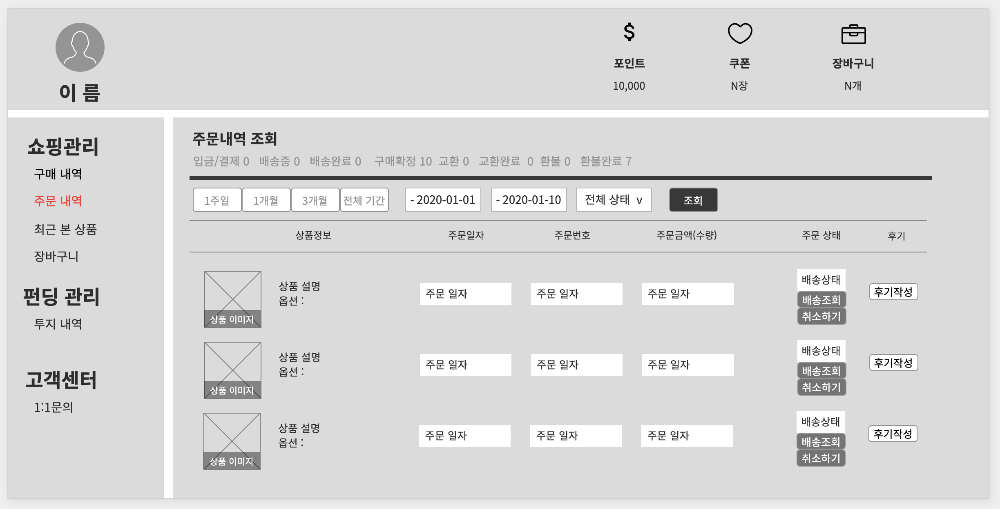 이 름
$
포인트
쿠폰
장바구니
10,000
N장
N개
쇼핑관리
구매 내역
주문 내역
최근 본 상품
장바구니
펀딩 관리
투지 내역
고객센터
1:1문의
주문내역 조회
입금/결제 0 배송중 0 배송완료 0 구매확정 10 교환 0 교환완료 0 환불 0 환불완료 7
1주일 1개월 3개월 전체 기간 - 2020-01-01 - 2020-01-10 전체 상태 v 조회
상품정보 주문일자 주문번호 주문금액(수량) 주문 상태 후기
상품 이미지
상품 설명
옵션 :
주문 일자 주문 일자 주문 일자
배송상태
배송조회
취소하기
후기작성
상품 이미지
상품 설명
옵션 :
주문 일자 주문 일자 주문 일자
배송상태
배송조회
취소하기
후기작성
상품 이미지
상품 설명
옵션 :
주문 일자 주문 일자 주문 일자
배송상태
배송조회
취소하기
후기작성